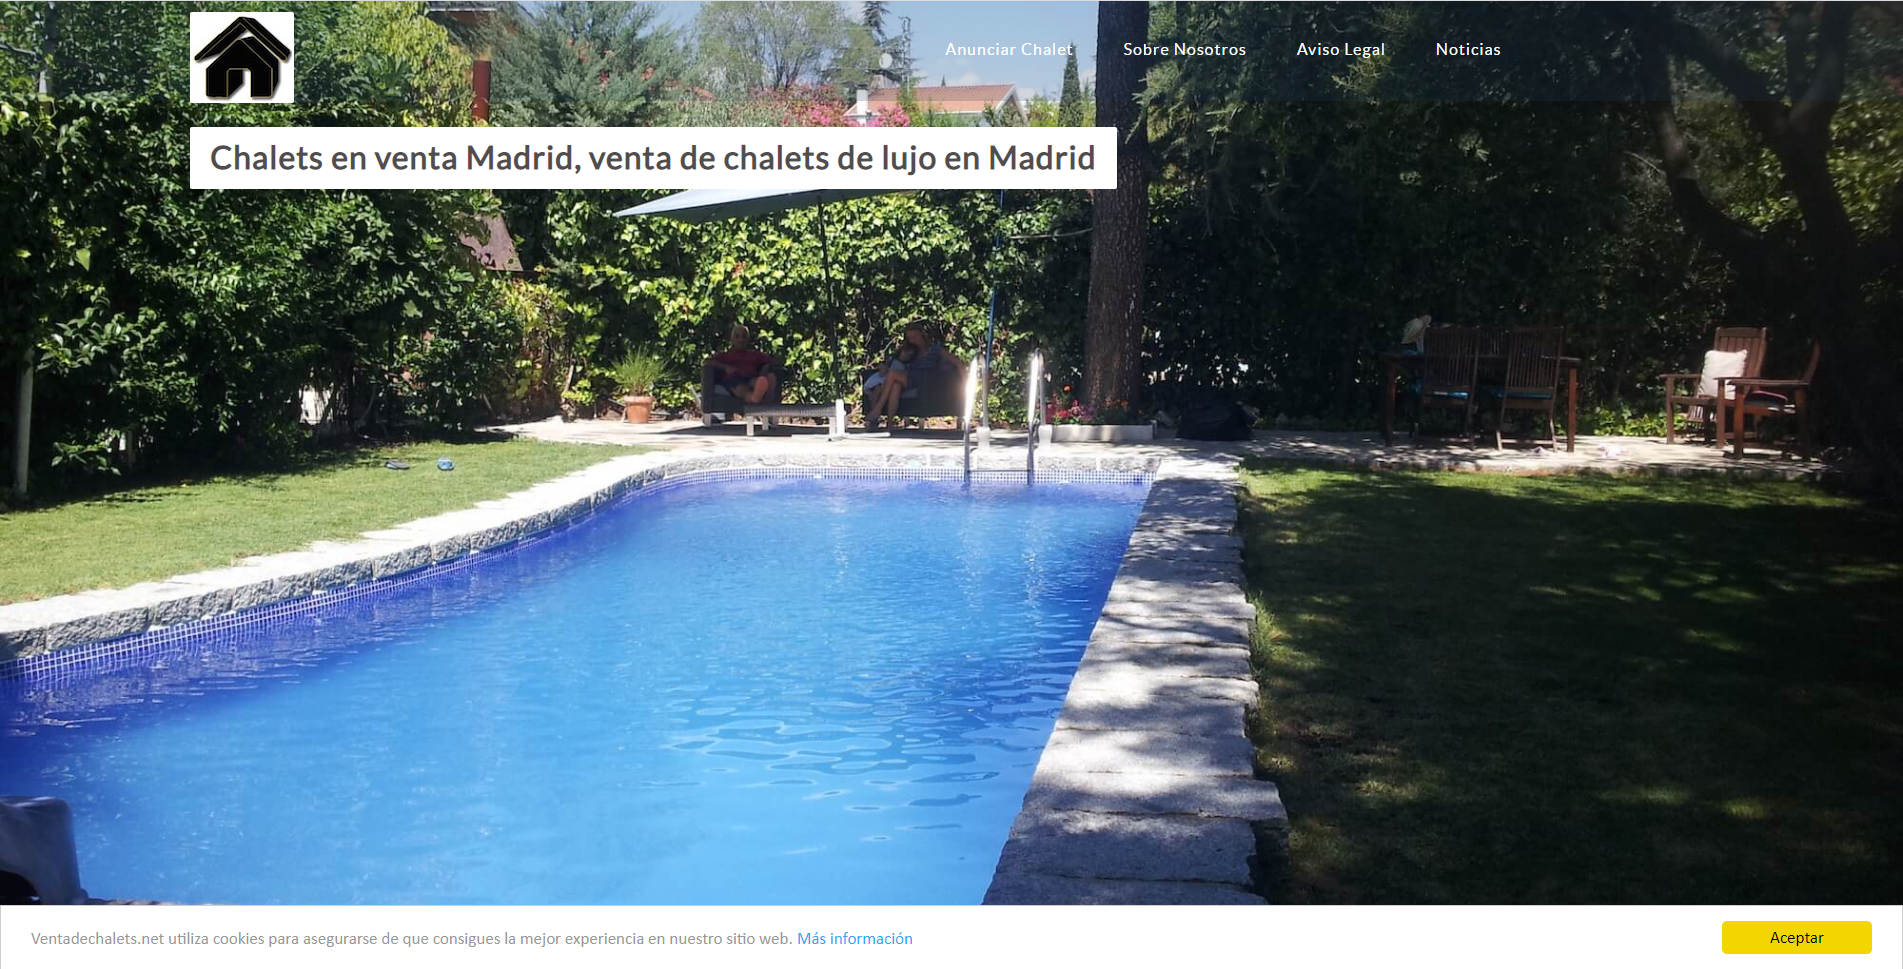 Anunciar Chalet
Sobre Nosotros
Aviso Legal
Noticias
Chalets en venta Madrid, venta de chalets de lujo en Madrid
Ventadechalets.net utiliza cookies para asegurarse de que consigues la mejor experiencia en nuestro sitio web. Más información
Aceptar